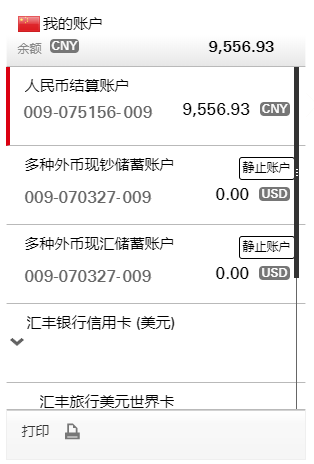 我的账户
余额 CNY 9,556.93
人民币结算账户
009-075156-009 9,556.93 CNY
多种外币现钞储蓄账户 静止账户
009-070327-009 0.00 USD
多种外币现汇储蓄账户 静止账户
009-070327-009 0.00 USD
汇丰银行信用卡 (美元)
汇丰旅行美元世界卡
打印